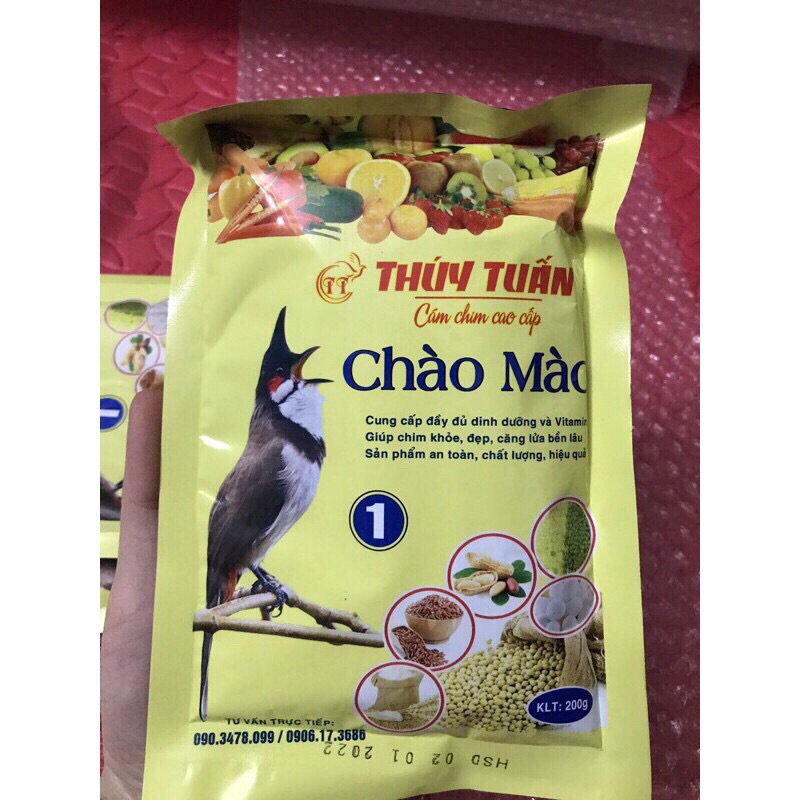 TT
THÚY TUẤN
Cám chim cao cấp
Chào Mào
Cung cấp đầy đủ dinh dưỡng và Vitamin
Giúp chim khỏe, đẹp, căng lửa bền lâu
Sản phẩm an toàn, chất lượng, hiệu quả
1
KLT: 200g
TƯ VẤN TRỰC TIẾP:
090.3478.099 / 0906.17.3686
HSD 02 01 2022